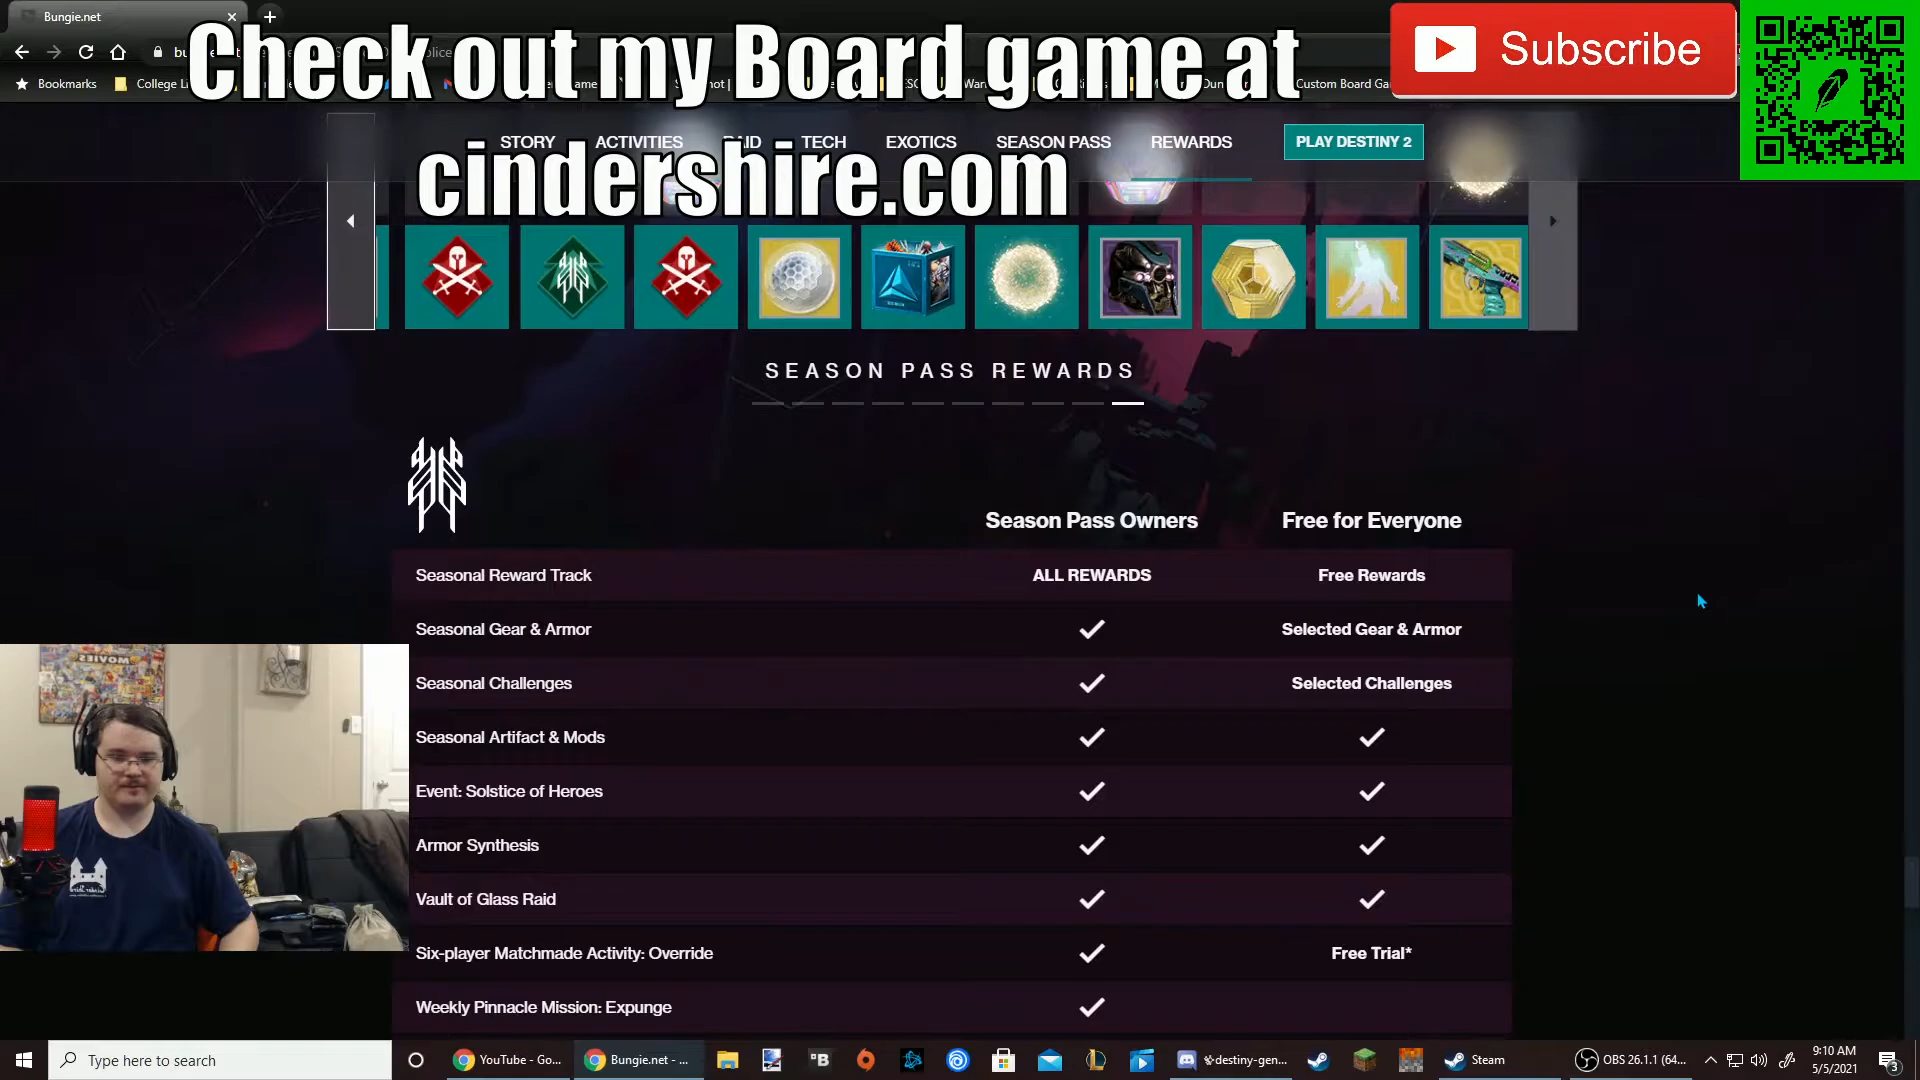 Bungie.net
Check out my Board game at
Subscribe
Bookmarks
College Li
Custom Board Ga
STORY ACTIVITIES RAID TECH EXOTICS SEASON PASS REWARDS PLAY DESTINY 2
cindershire.com
SEASON PASS REWARDS
Season Pass Owners Free for Everyone
Seasonal Reward Track ALL REWARDS Free Rewards
Seasonal Gear & Armor Selected Gear & Armor
Seasonal Challenges Selected Challenges
Seasonal Artifact & Mods
Event: Solstice of Heroes
Armor Synthesis
Vault of Glass Raid
Six-player Matchmade Activity: Override Free Trial*
Weekly Pinnacle Mission: Expunge
MOVIES
Type here to search
YouTube - Go...
Bungie.net - ...
destiny-gen...
Steam
OBS 26.1.1 (64...
9:10 AM
5/5/2021
3